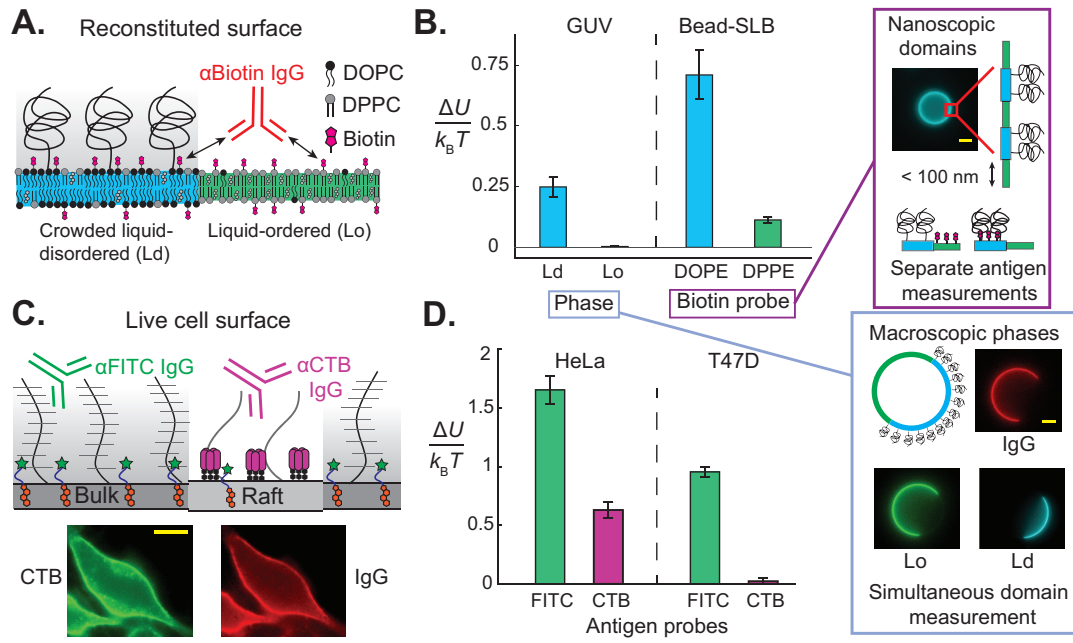 A.
Reconstituted surface
αBiotin IgG
DOPC
DPPC
Biotin
Crowded liquid-
disordered (Ld)
Liquid-ordered (Lo)
B.
GUV
Bead-SLB
ΔU
k_BT
0.75
0.5
0.25
0
Ld
Lo
DOPE
DPPE
Phase
Biotin probe
Nanoscopic
domains
< 100 nm
Separate antigen
measurements
C.
Live cell surface
αFITC IgG
αCTB
IgG
Bulk
Raft
CTB
IgG
D.
HeLa
T47D
ΔU
k_BT
2
1.5
1
0.5
0
FITC
CTB
FITC
CTB
Antigen probes
Macroscopic phases
IgG
Lo
Ld
Simultaneous domain
measurement